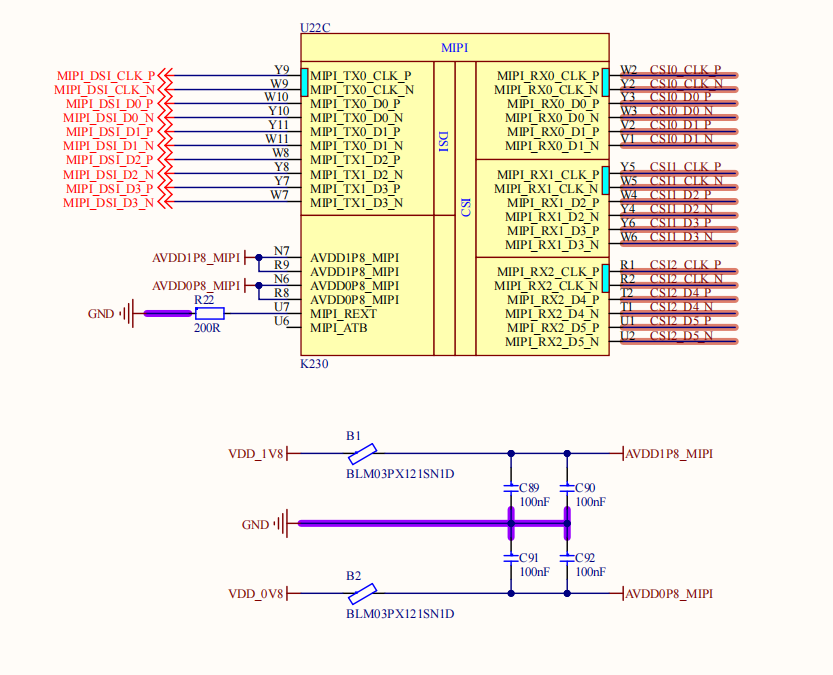 U22C
MIPI
MIPI_DSI_CLK_P Y9 MIPI_TX0_CLK_P MIPI_RX0_CLK_P W2 CSI0_CLK_P
MIPI_DSI_CLK_N W9 MIPI_TX0_CLK_N MIPI_RX0_CLK_N Y2 CSI0_CLK_N
MIPI_DSI_D0_P W10 MIPI_TX0_D0_P MIPI_RX0_D0_P Y3 CSI0_D0_P
MIPI_DSI_D0_N Y10 MIPI_TX0_D0_N MIPI_RX0_D0_N W3 CSI0_D0_N
MIPI_DSI_D1_P Y11 MIPI_TX0_D1_P MIPI_RX0_D1_P V2 CSI0_D1_P
MIPI_DSI_D1_N W11 MIPI_TX0_D1_N MIPI_RX0_D1_N V1 CSI0_D1_N
MIPI_DSI_D2_P W8 MIPI_TX1_D2_P
MIPI_DSI_D2_N Y8 MIPI_TX1_D2_N MIPI_RX1_CLK_P Y5 CSI1_CLK_P
MIPI_DSI_D3_P Y7 MIPI_TX1_D3_P MIPI_RX1_CLK_N W5 CSI1_CLK_N
MIPI_DSI_D3_N W7 MIPI_TX1_D3_N MIPI_RX1_D2_P W4 CSI1_D2_P
MIPI_RX1_D2_N Y4 CSI1_D2_N
MIPI_RX1_D3_P Y6 CSI1_D3_P
MIPI_RX1_D3_N W6 CSI1_D3_N
DSI
CSI
AVDD1P8_MIPI N7 AVDD1P8_MIPI
R9 AVDD1P8_MIPI MIPI_RX2_CLK_P R1 CSI2_CLK_P
AVDD0P8_MIPI N6 AVDD0P8_MIPI MIPI_RX2_CLK_N R2 CSI2_CLK_N
R8 AVDD0P8_MIPI MIPI_RX2_D4_P T2 CSI2_D4_P
GND R22 U7 MIPI_REXT MIPI_RX2_D4_N T1 CSI2_D4_N
200R U6 MIPI_ATB MIPI_RX2_D5_P U1 CSI2_D5_P
MIPI_RX2_D5_N U2 CSI2_D5_N
K230
B1
VDD_1V8 AVDD1P8_MIPI
BLM03PX121SN1D
C89 C90
100nF 100nF
GND
C91 C92
100nF 100nF
B2
VDD_0V8 AVDD0P8_MIPI
BLM03PX121SN1D